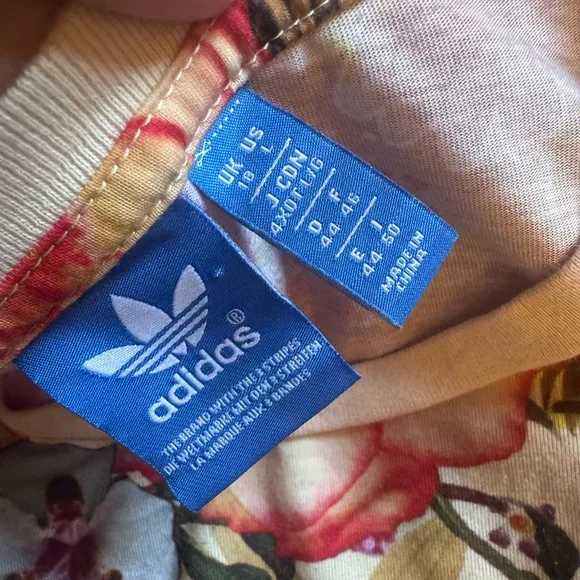 adidas®
THE BRAND WITH THE 3 STRIPES
DIE WELTMARKE MIT DEN 3 STREIFEN
LA MARQUE AUX 3 BANDES
UK US
18 L
J CDN
4XOT L/G
D F
44 46
E I
44 50
MADE IN
CHINA